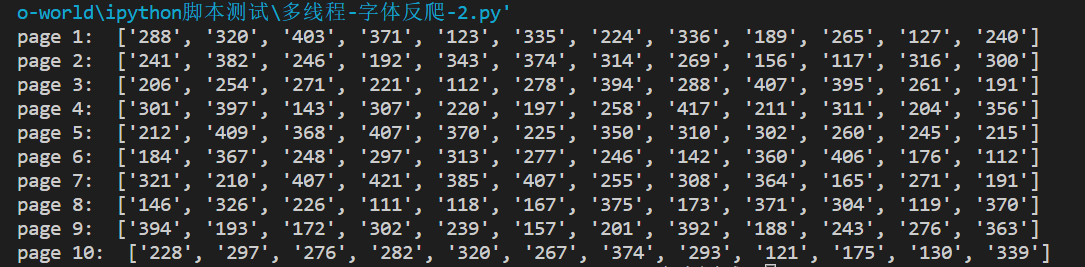 o-world\ipython脚本测试\多线程-字体反爬-2.py'
page 1:  ['288', '320', '403', '371', '123', '335', '224', '336', '189', '265', '127', '240']
page 2:  ['241', '382', '246', '192', '343', '374', '314', '269', '156', '117', '316', '300']
page 3:  ['206', '254', '271', '221', '112', '278', '394', '288', '407', '395', '261', '191']
page 4:  ['301', '397', '143', '307', '220', '197', '258', '417', '211', '311', '204', '356']
page 5:  ['212', '409', '368', '407', '370', '225', '350', '310', '302', '260', '245', '215']
page 6:  ['184', '367', '248', '297', '313', '277', '246', '142', '360', '406', '176', '112']
page 7:  ['321', '210', '407', '421', '385', '407', '255', '308', '364', '165', '271', '191']
page 8:  ['146', '326', '226', '111', '118', '167', '375', '173', '371', '304', '119', '370']
page 9:  ['394', '193', '172', '302', '239', '157', '201', '392', '188', '243', '276', '363']
page 10:  ['228', '297', '276', '282', '320', '267', '374', '293', '121', '175', '130', '339']